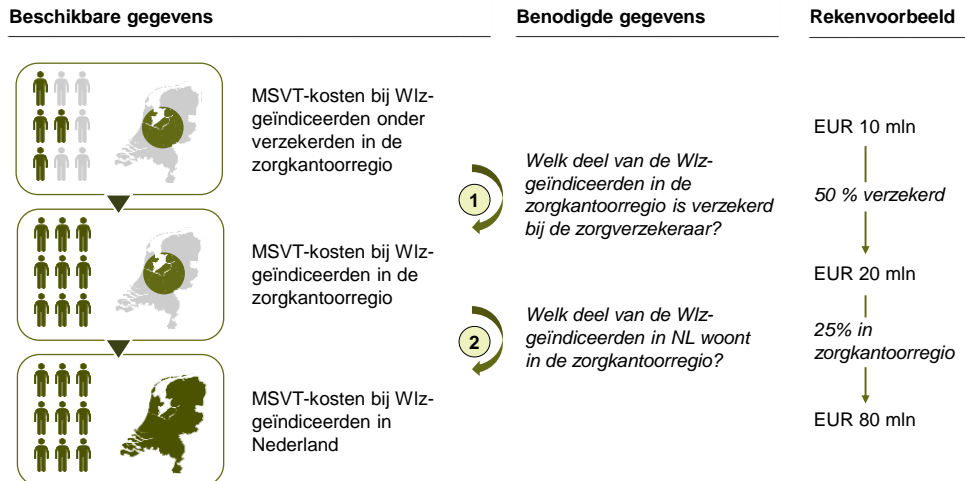 Beschikbare gegevens
Benodigde gegevens
Rekenvoorbeeld
MSVT-kosten bij Wlz-
geïndiceerden onder
verzekerden in de
zorgkantoorregio
1
Welk deel van de Wlz-
geïndiceerden in de
zorgkantoorregio is verzekerd
bij de zorgverzekeraar?
EUR 10 mln
50 % verzekerd
MSVT-kosten bij Wlz-
geïndiceerden in de
zorgkantoorregio
EUR 20 mln
2
Welk deel van de Wlz-
geïndiceerden in NL woont
in de zorgkantoorregio?
25% in
zorgkantoorregio
MSVT-kosten bij Wlz-
geïndiceerden in
Nederland
EUR 80 mln